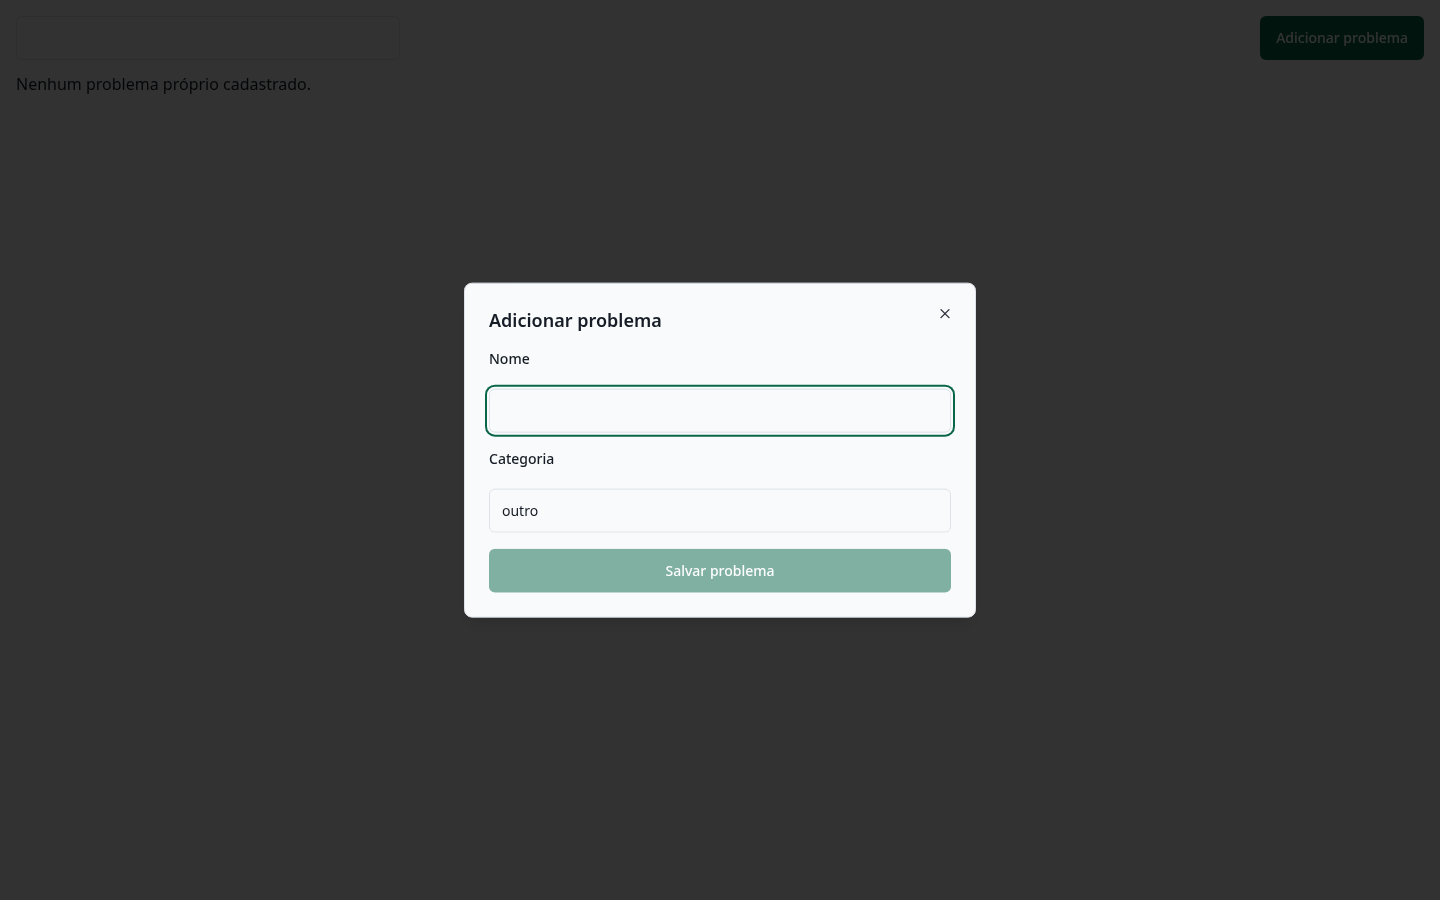 Adicionar problema
Nenhum problema próprio cadastrado.
Adicionar problema
Nome
Categoria
outro
Salvar problema